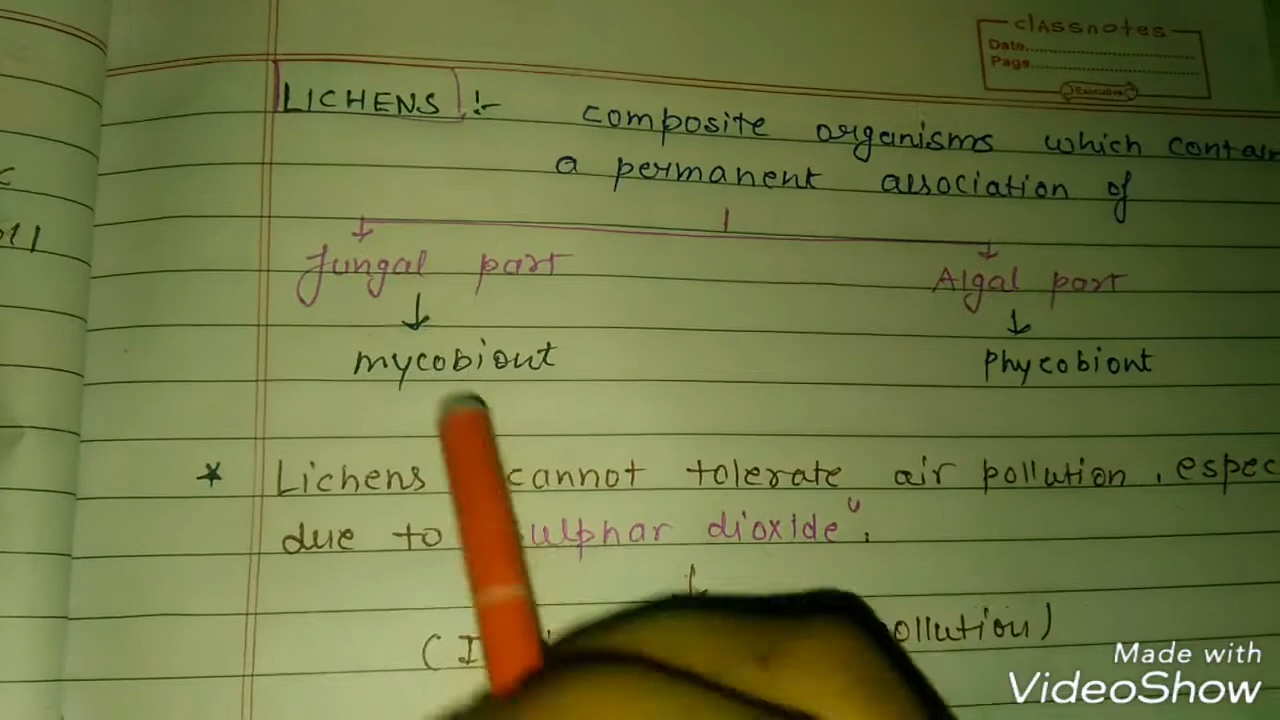 classnotes
Date
Page
LICHENS :- composite organisms which contain
a permanent association of
fungal part Algal part
mycobiont Phycobiont
* Lichens cannot tolerate air pollution, espec
due to ulphar dioxide".
(I ollution)
Made with
VideoShow